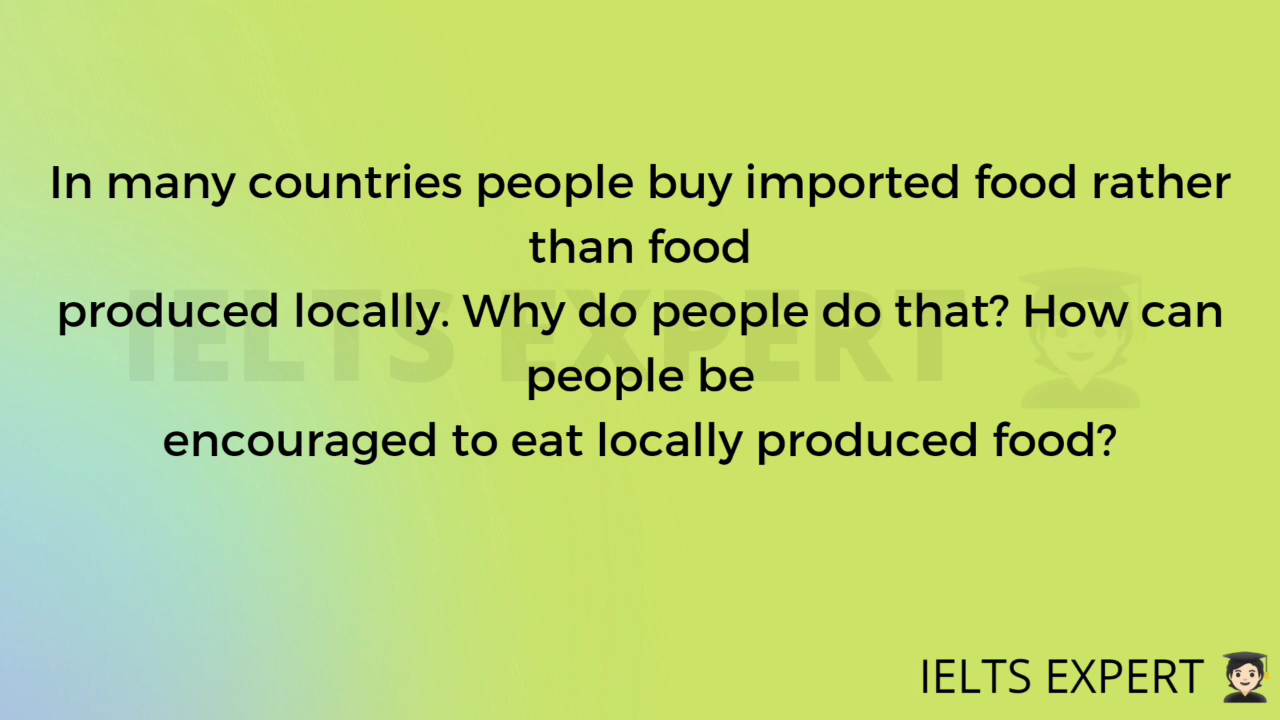 In many countries people buy imported food rather
than food
produced locally. Why do people do that? How can
people be
encouraged to eat locally produced food?
IELTS EXPERT
IELTS EXPERT